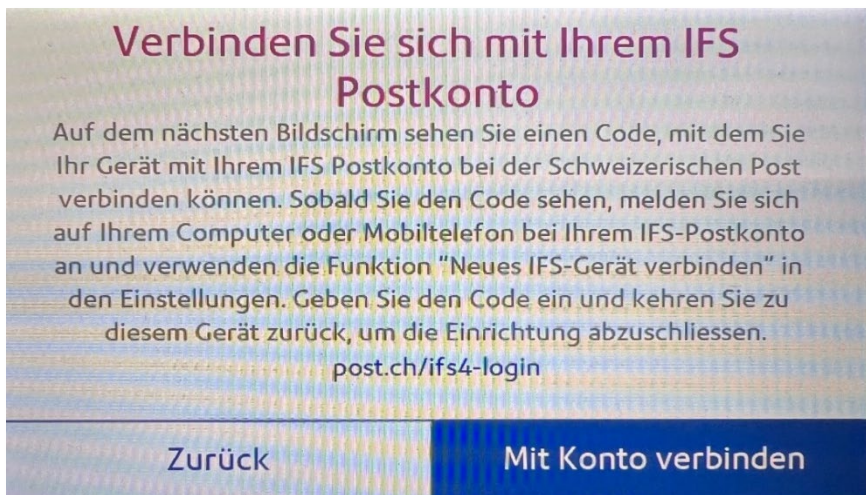 Verbinden Sie sich mit Ihrem IFS
Postkonto
Auf dem nächsten Bildschirm sehen Sie einen Code, mit dem Sie
Ihr Gerät mit Ihrem IFS Postkonto bei der Schweizerischen Post
verbinden können. Sobald Sie den Code sehen, melden Sie sich
auf Ihrem Computer oder Mobiltelefon bei Ihrem IFS-Postkonto
an und verwenden die Funktion "Neues IFS-Gerät verbinden" in
den Einstellungen. Geben Sie den Code ein und kehren Sie zu
diesem Gerät zurück, um die Einrichtung abzuschliessen.
post.ch/ifs4-login
Zurück
Mit Konto verbinden